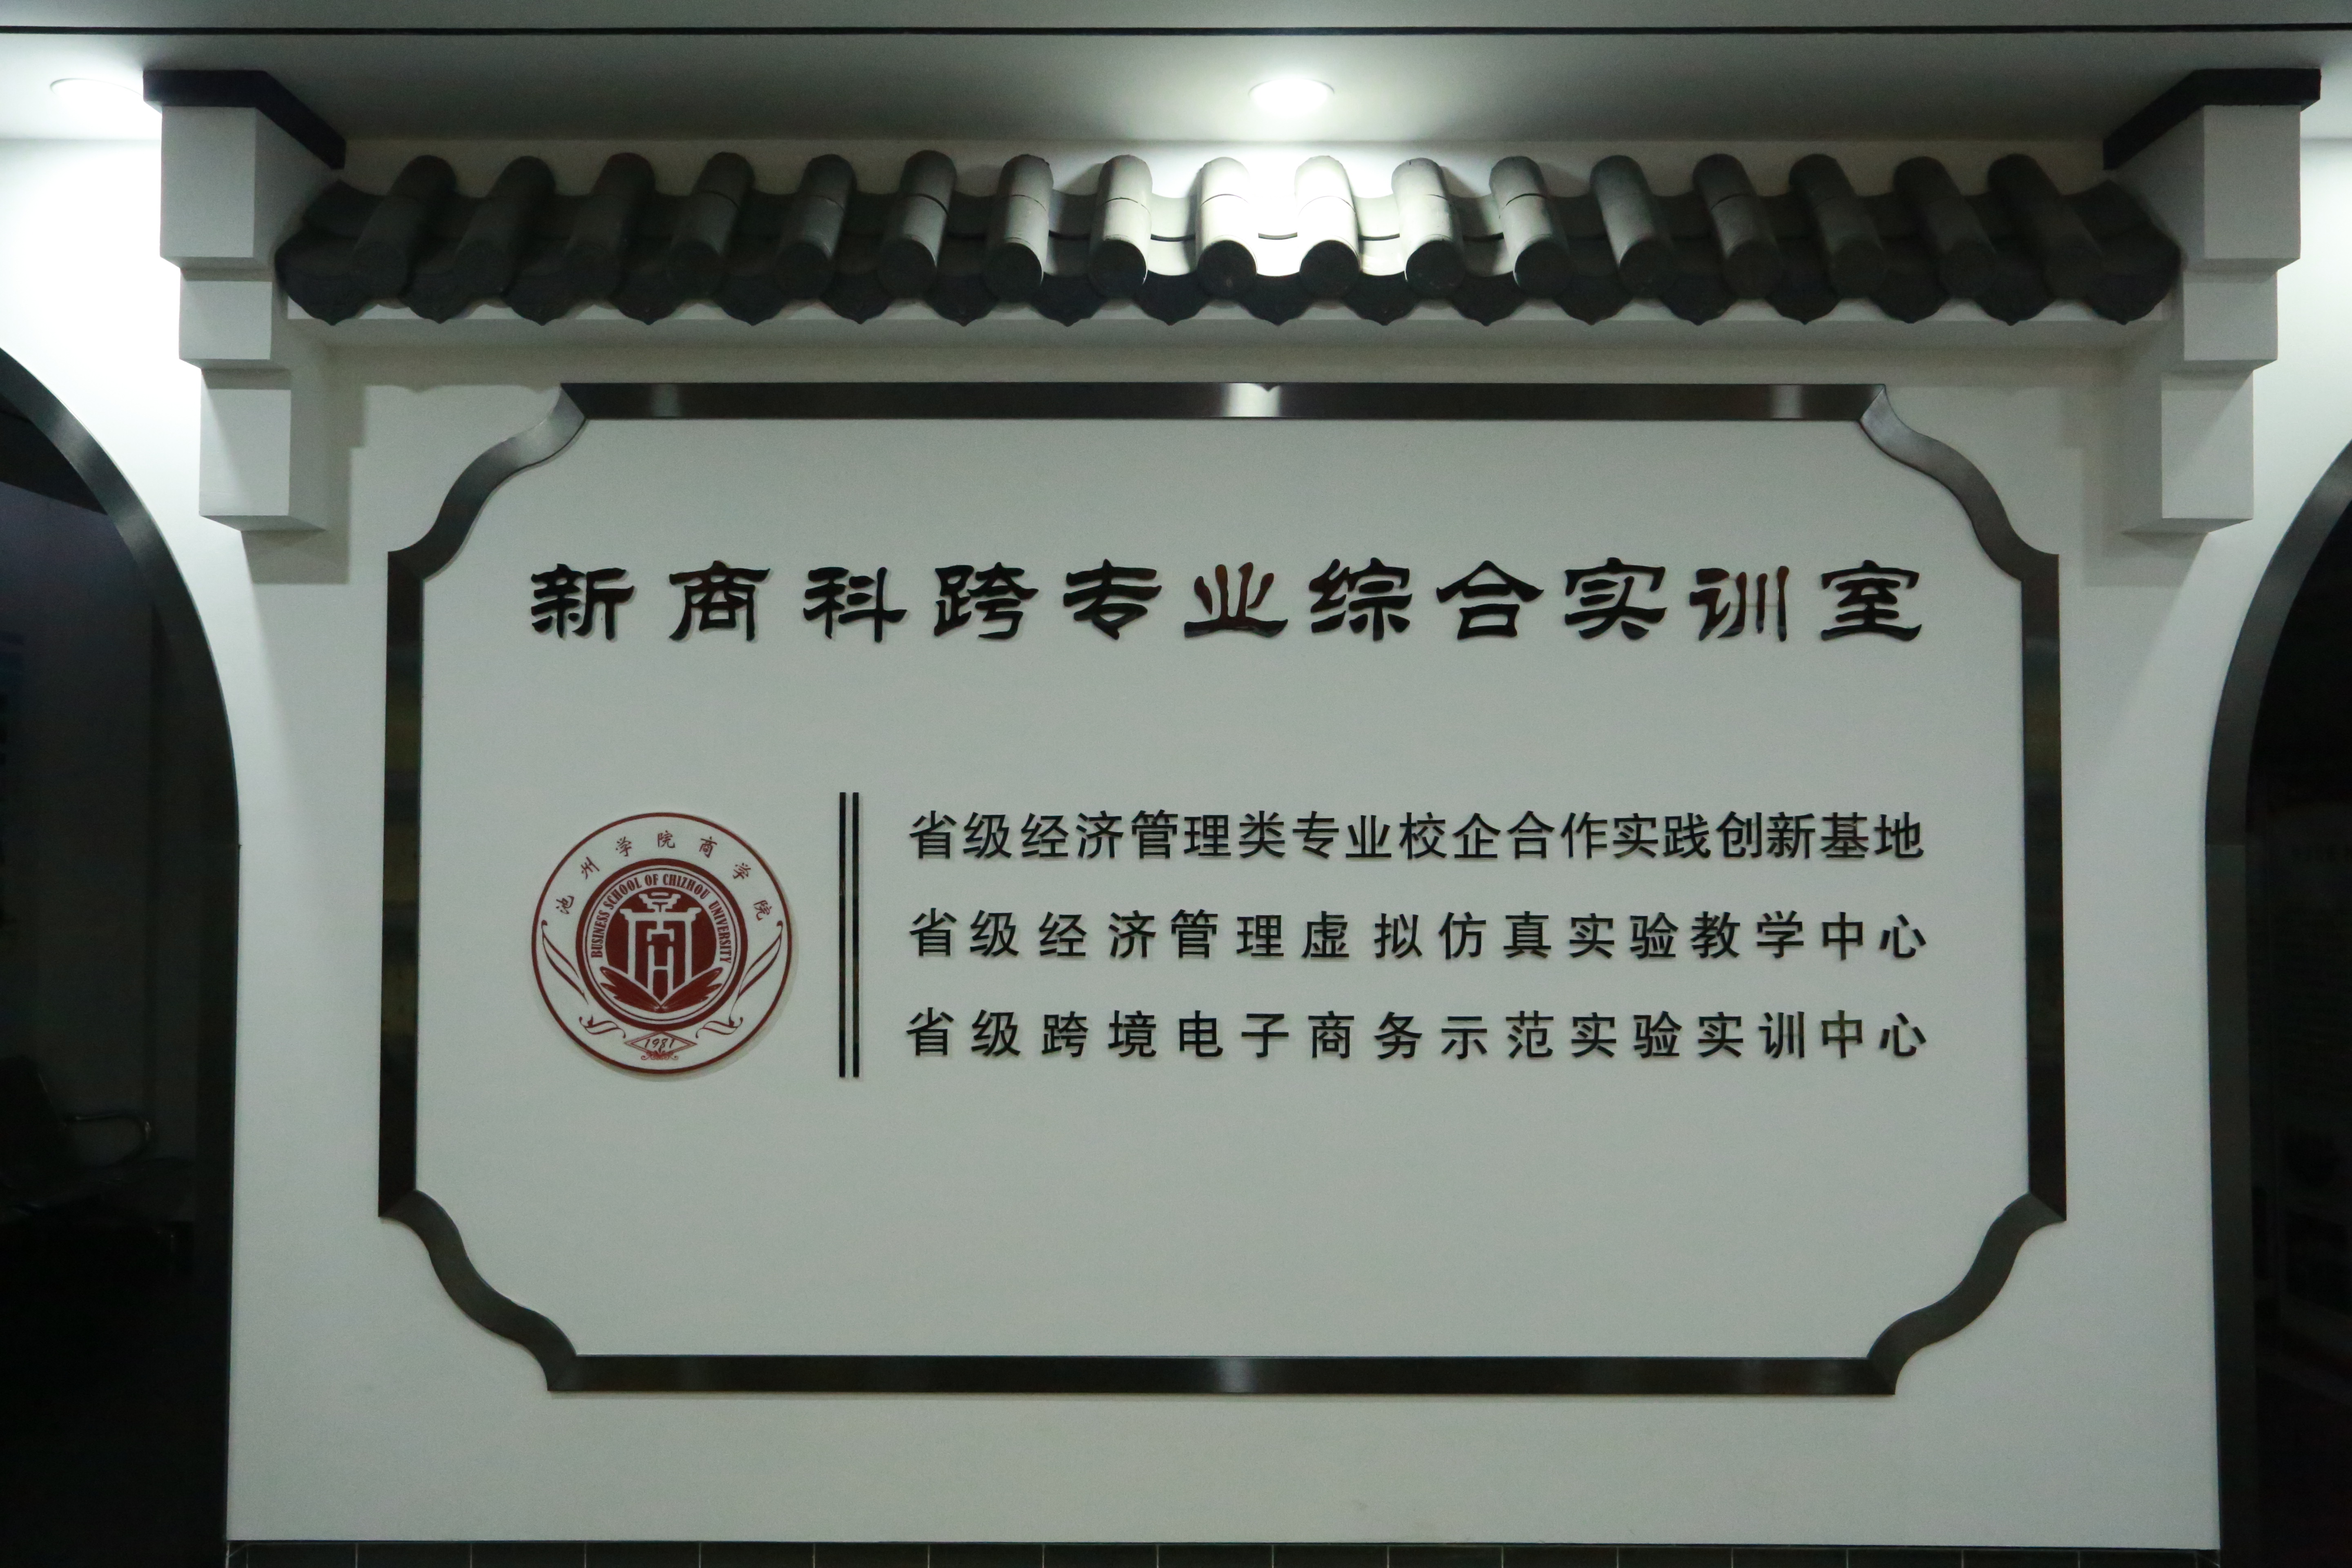 新商科跨专业综合实训室
池州学院商学院
BUSINESS SCHOOL OF CHIZHOU UNIVERSITY
商
1981
省级经济管理类专业校企合作实践创新基地
省级经济管理虚拟仿真实验教学中心
省级跨境电子商务示范实验实训中心